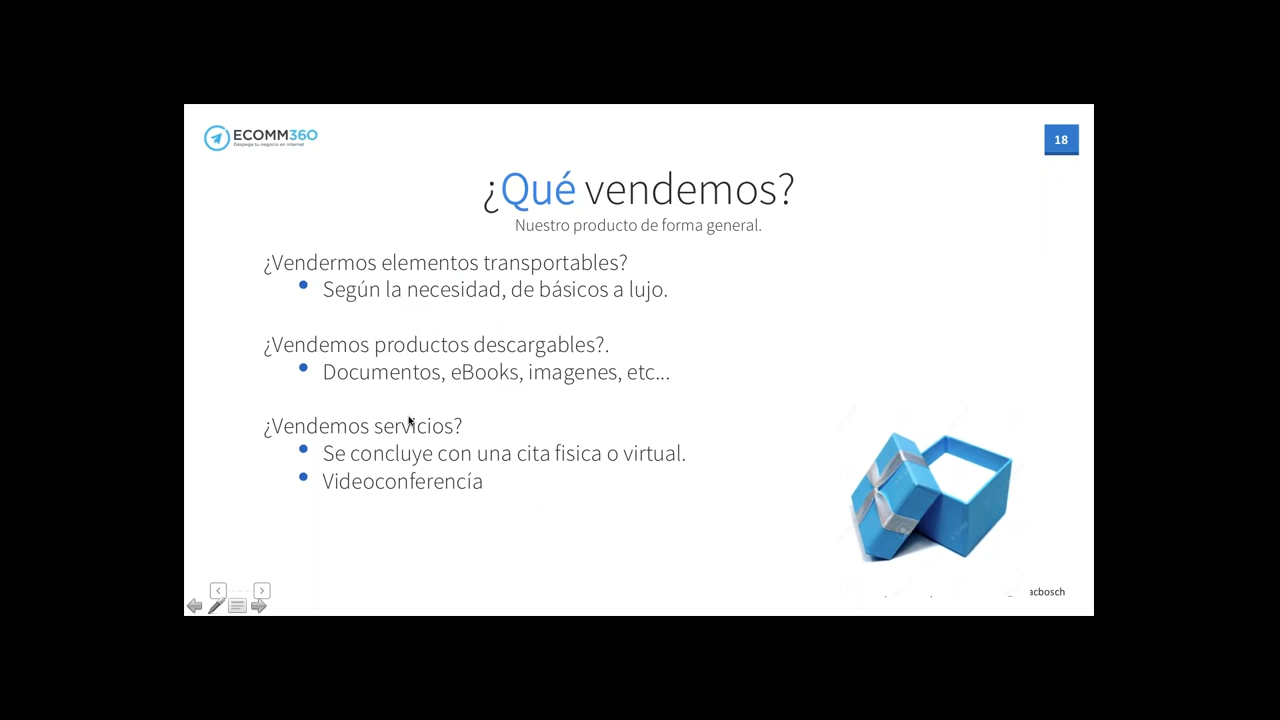 ECOMM360
Despega tu negocio en internet
18
¿Qué vendemos?
Nuestro producto de forma general.
¿Vendermos elementos transportables?
Según la necesidad, de básicos a lujo.
¿Vendemos productos descargables?.
Documentos, eBooks, imagenes, etc...
¿Vendemos servicios?
Se concluye con una cita fisica o virtual.
Videoconferencía
acbosch